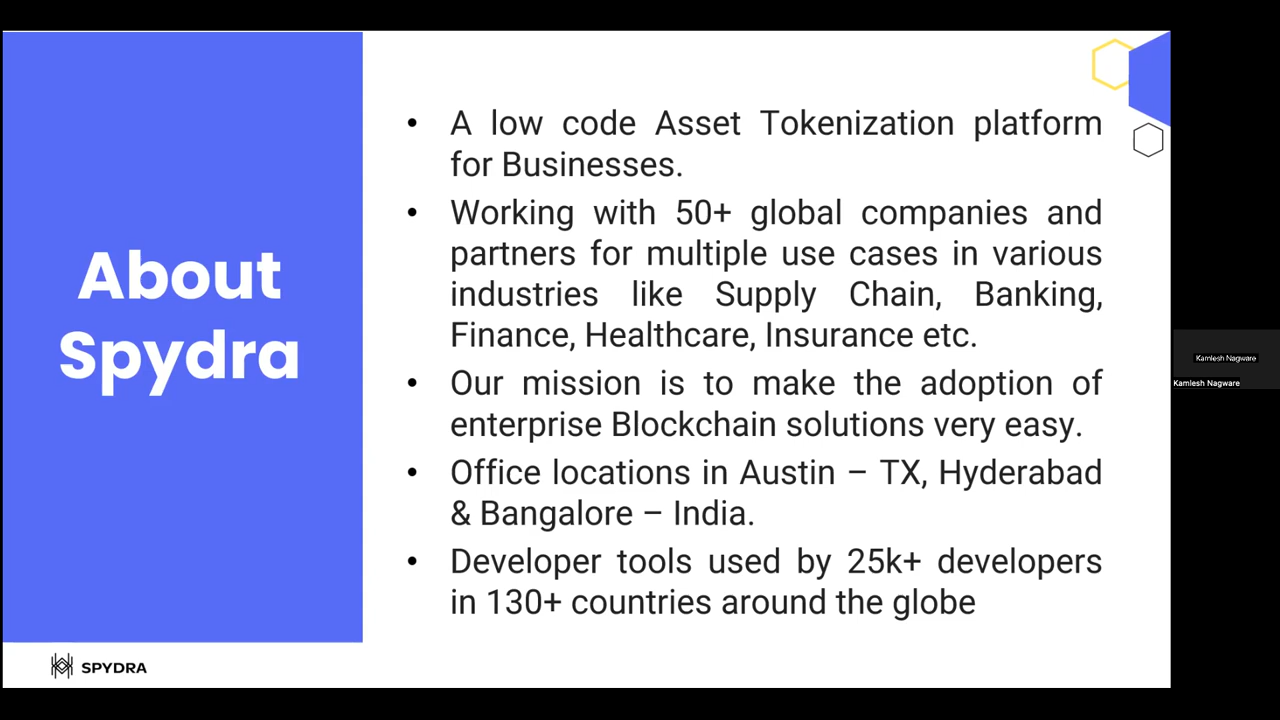 About
Spydra
• A low code Asset Tokenization platform
for Businesses.
• Working with 50+ global companies and
partners for multiple use cases in various
industries like Supply Chain, Banking,
Finance, Healthcare, Insurance etc.
• Our mission is to make the adoption of
enterprise Blockchain solutions very easy.
• Office locations in Austin – TX, Hyderabad
& Bangalore – India.
• Developer tools used by 25k+ developers
in 130+ countries around the globe
SPYDRA
Kamlesh Nagware
Kamlesh Nagware